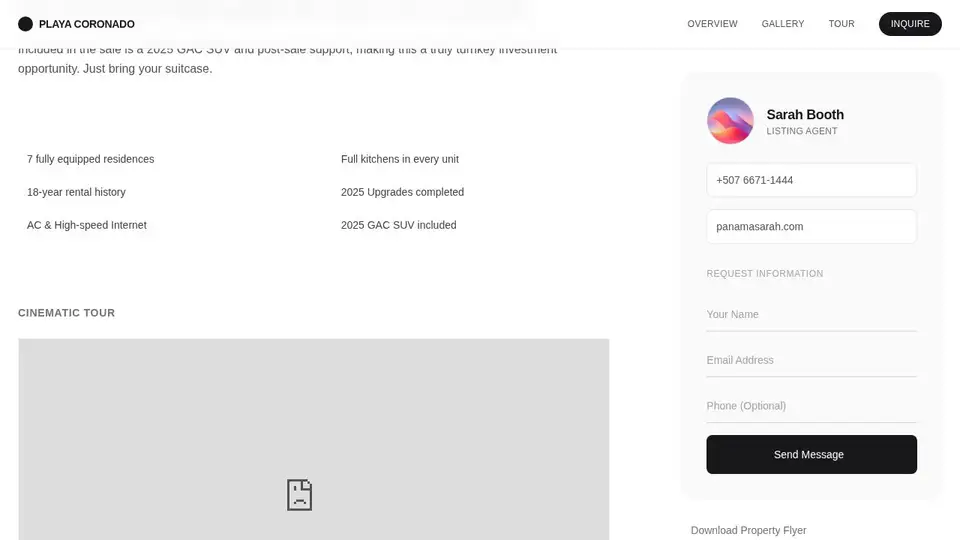 PLAYA CORONADO
OVERVIEW
GALLERY
TOUR
INQUIRE
Included in the sale is a 2025 GAC SUV and post-sale support, making this a truly turnkey investment
opportunity. Just bring your suitcase.
7 fully equipped residences
Full kitchens in every unit
18-year rental history
2025 Upgrades completed
AC & High-speed Internet
2025 GAC SUV included
CINEMATIC TOUR
Sarah Booth
LISTING AGENT
+507 6671-1444
panamasarah.com
REQUEST INFORMATION
Your Name
Email Address
Phone (Optional)
Send Message
Download Property Flyer